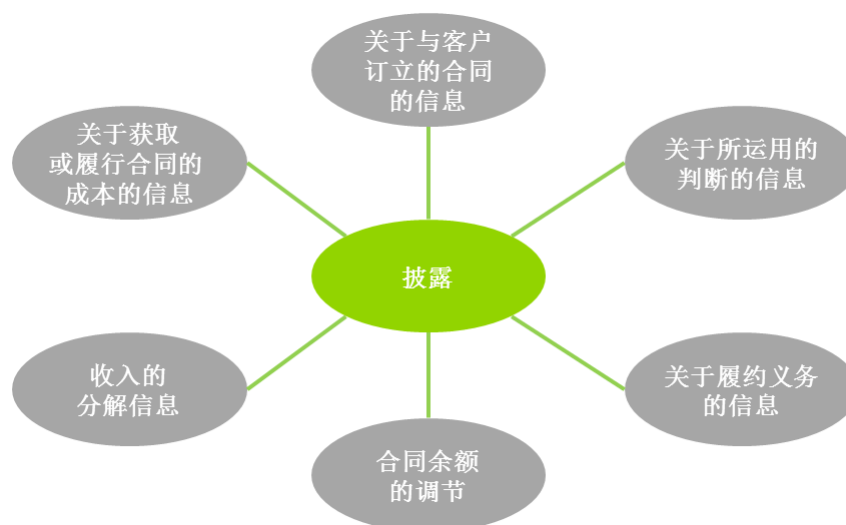 关于与客户
订立的合同
的信息
关于获取
或履行合同的
成本的信息
关于所运用的
判断的信息
披露
收入的
分解信息
关于履约义务
的信息
合同余额
的调节